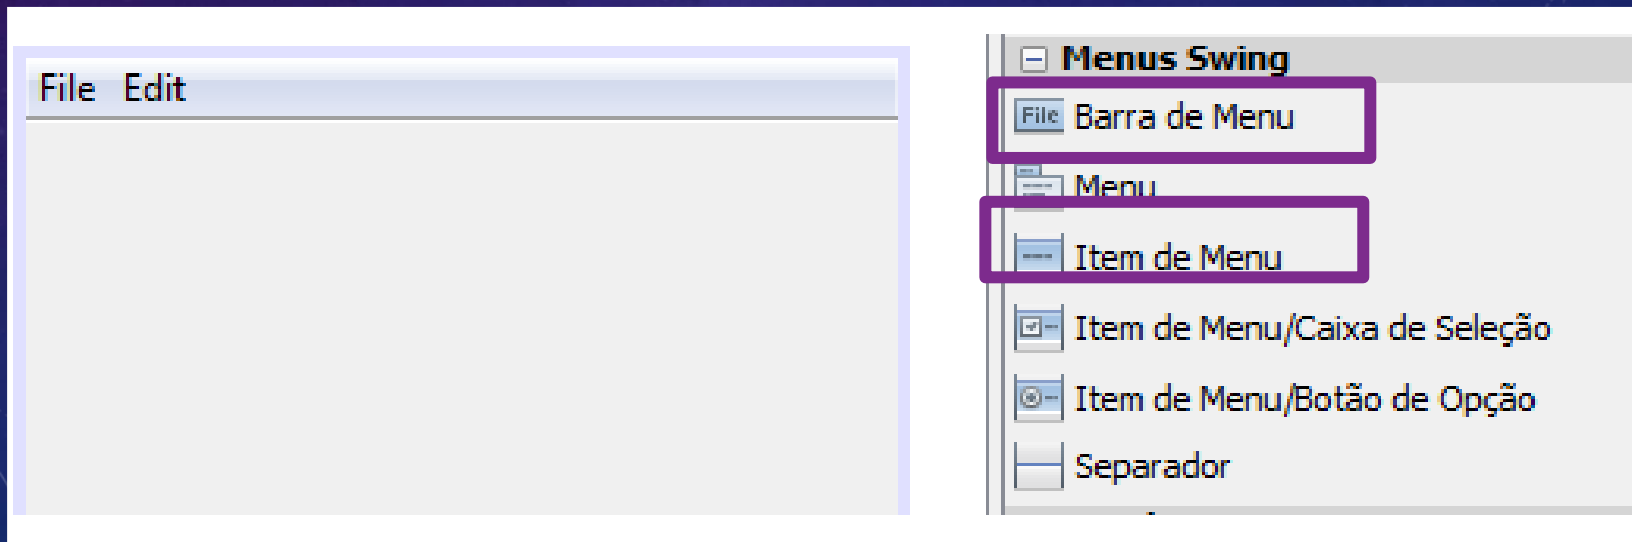 File Edit
Menus Swing
File Barra de Menu
Menu
Item de Menu
Item de Menu/Caixa de Seleção
Item de Menu/Botão de Opção
Separador